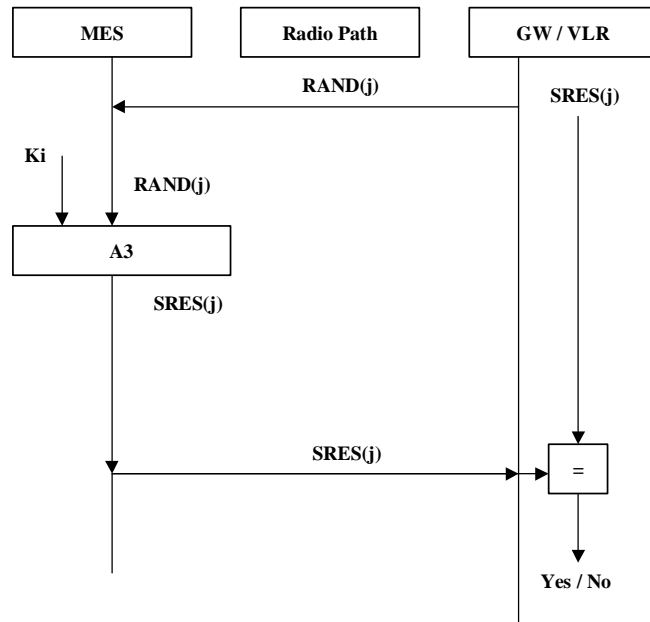 MES
Radio Path
GW / VLR
RAND(j)
SRES(j)
Ki
RAND(j)
A3
SRES(j)
SRES(j)
=
Yes / No